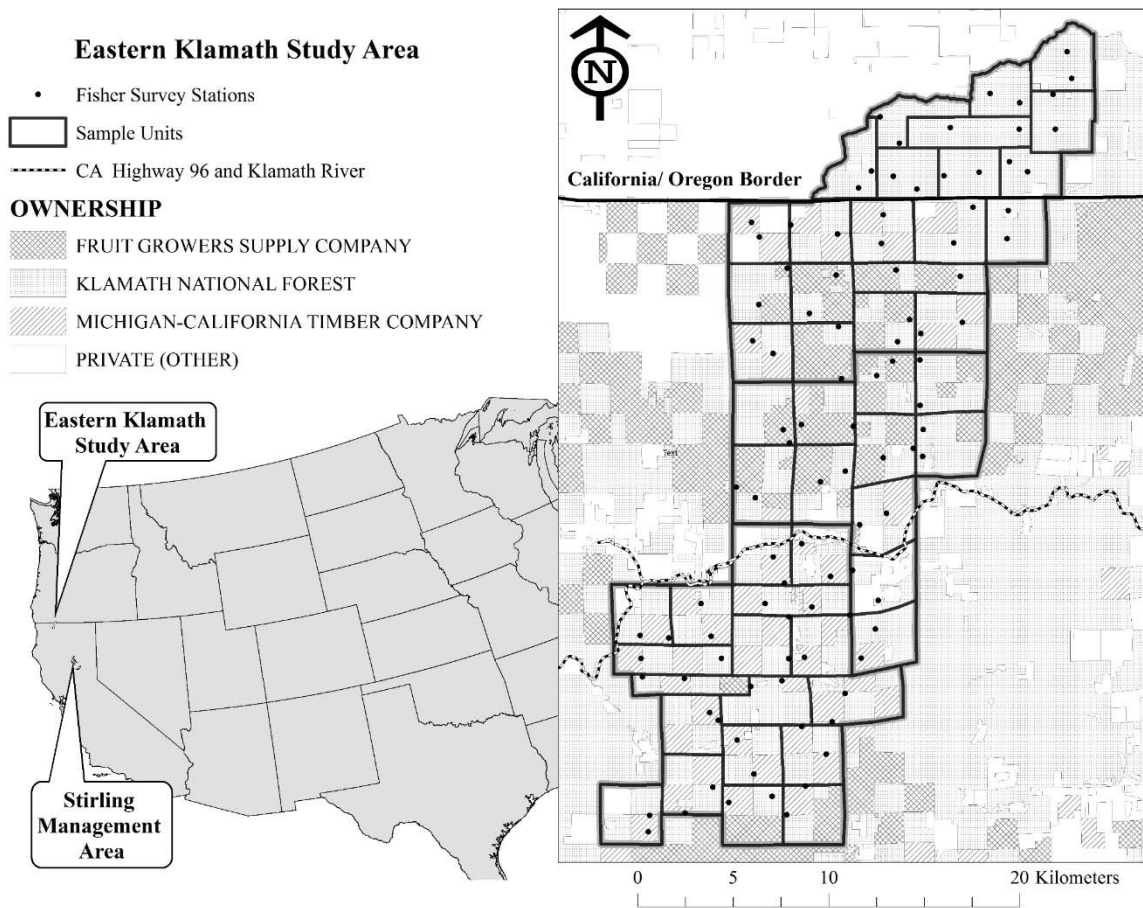 Eastern Klamath Study Area
Fisher Survey Stations
Sample Units
CA Highway 96 and Klamath River
OWNERSHIP
FRUIT GROWERS SUPPLY COMPANY
KLAMATH NATIONAL FOREST
MICHIGAN-CALIFORNIA TIMBER COMPANY
PRIVATE (OTHER)
Eastern Klamath
Study Area
Stirling
Management
Area
N
California/ Oregon Border
Text
0 5 10 20 Kilometers